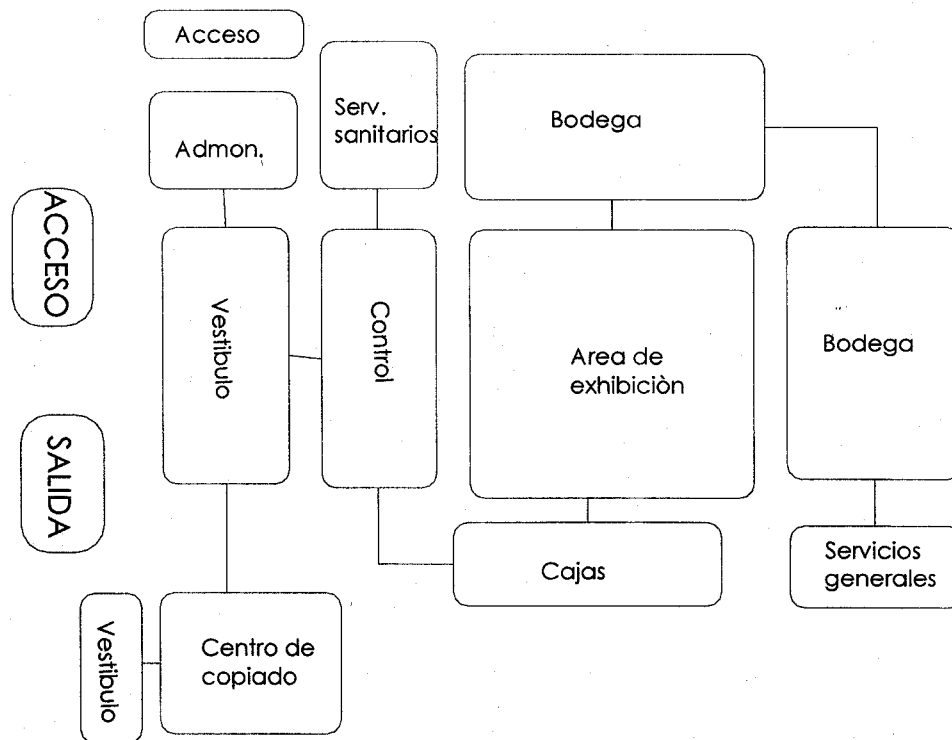 Acceso
Serv.
sanitarios
Bodega
Admon.
ACCESO
Vestibulo
Control
Area de
exhibiciòn
Bodega
SALIDA
Cajas
Servicios
generales
Vestibulo
Centro de
copiado